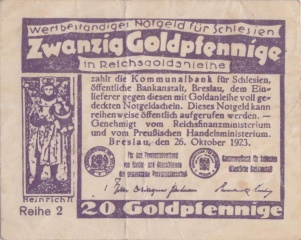 Wertbeständiges Notgeld für Schlesien
Zwanzig Goldpfennige
in Reichsgoldanleihe
zahlt die Kommunalbank für Schlesien,
öffentliche Bankanstalt, Breslau, dem Ein-
lieferer gegen diesen mit Goldanleihe voll ge-
deckten Notgeldschein. Dieses Notgeld kann
reihenweise öffentlich aufgerufen werden. —
Genehmigt vom Reichsfinanzministerium
und vom Preußischen Handelsministerium.
Breslau, den 26. Oktober 1923.
Heinrich II
Reihe 2
20 Goldpfennige